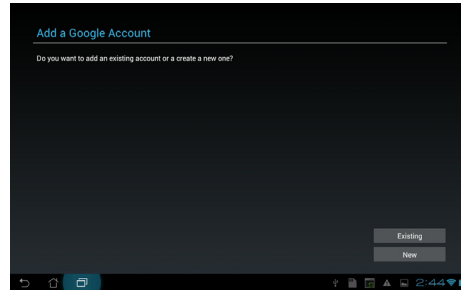 Add a Google Account
Do you want to add an existing account or a create a new one?
Existing
New
2:44